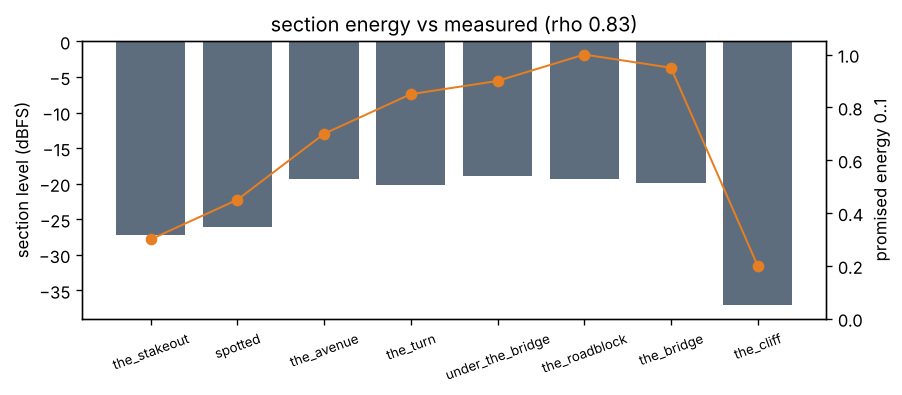 section energy vs measured (rho 0.83)
section level (dBFS)
0
−5
−10
−15
−20
−25
−30
−35
1.0
0.8
0.6
0.4
0.2
0.0
promised energy 0..1
the_stakeout
spotted
the_avenue
the_turn
under_the_bridge
the_roadblock
the_bridge
the_cliff